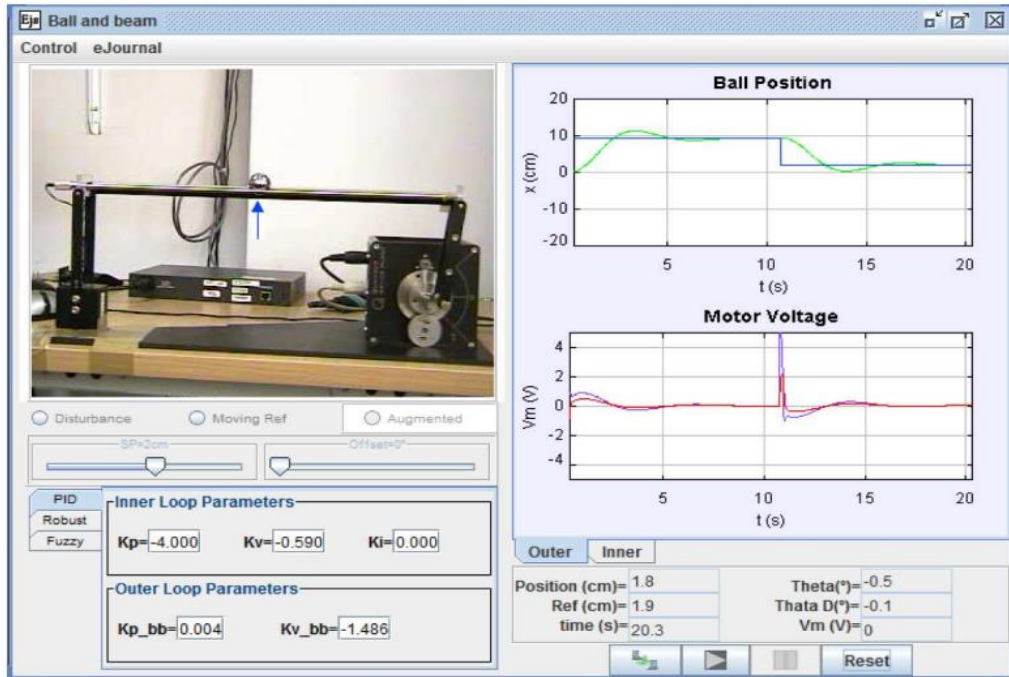 Ejs Ball and beam
Control eJournal
Disturbance Moving Ref Augmented
SP=2cm Offset=0°
PID
Robust
Fuzzy
Inner Loop Parameters
Kp= -4.000 Kv= -0.590 Ki= 0.000
Outer Loop Parameters
Kp_bb= 0.004 Kv_bb= -1.486
Ball Position
20
10
0
-10
-20
x (cm)
5 10 15 20
t (s)
Motor Voltage
4
2
0
-2
-4
Vm (V)
5 10 15 20
t (s)
Outer Inner
Position (cm)= 1.8 Theta(°)= -0.5
Ref (cm)= 1.9 Thata D(°)= -0.1
time (s)= 20.3 Vm (V)= 0
Reset